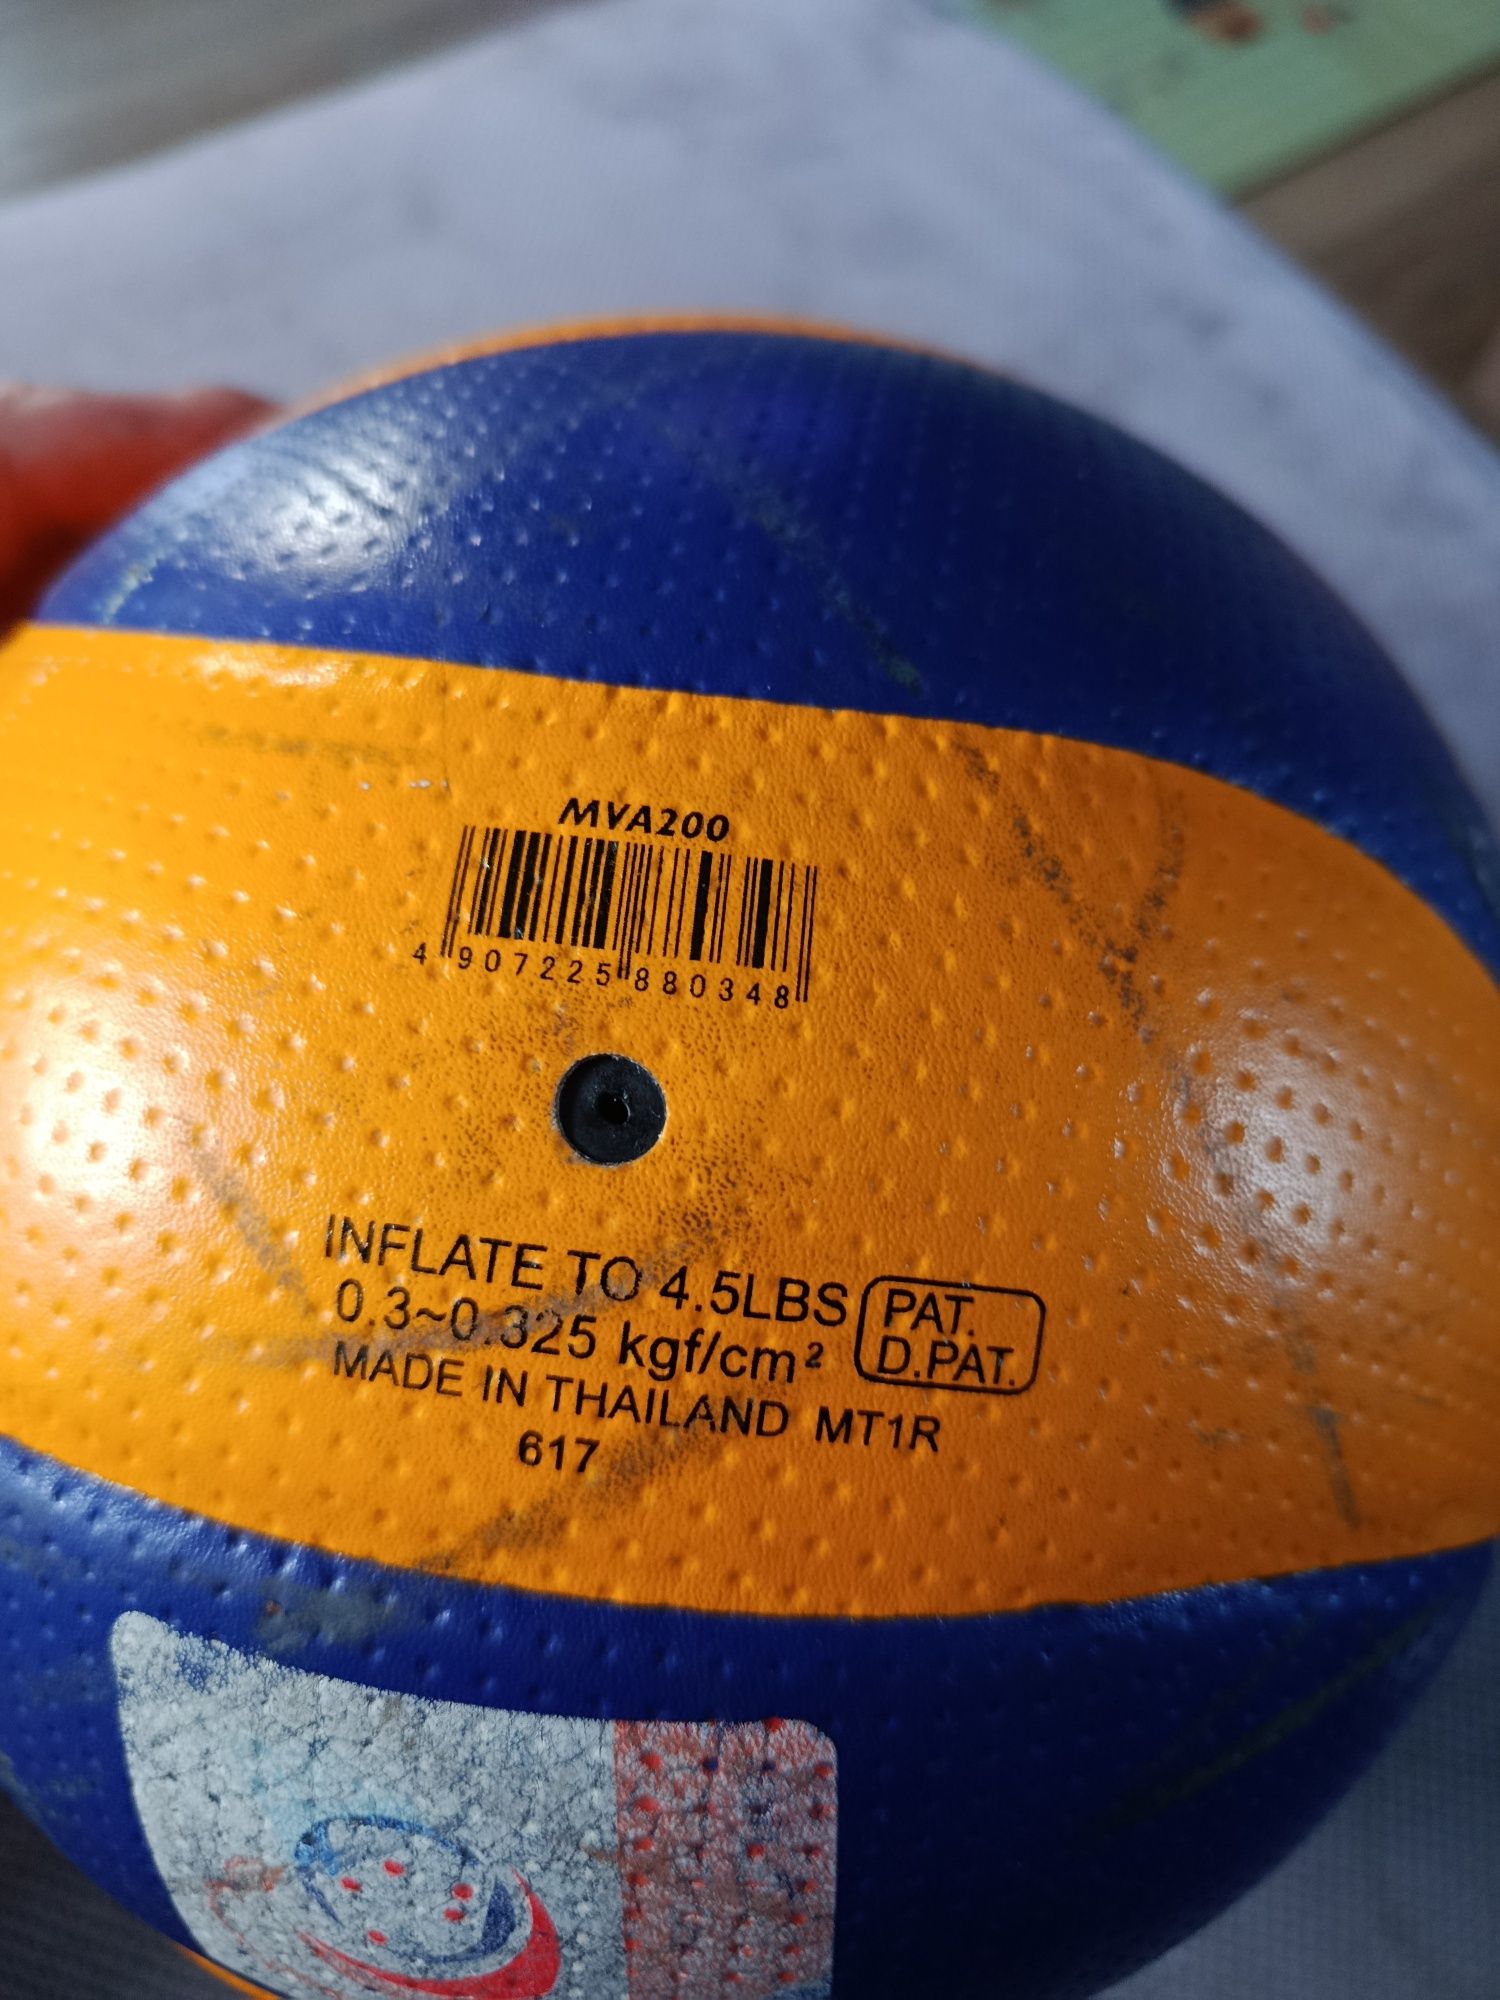 MVA200
4 907225 880348
INFLATE TO 4.5LBS
0.3~0.325 kgf/cm²
PAT.
D.PAT.
MADE IN THAILAND MT1R
617